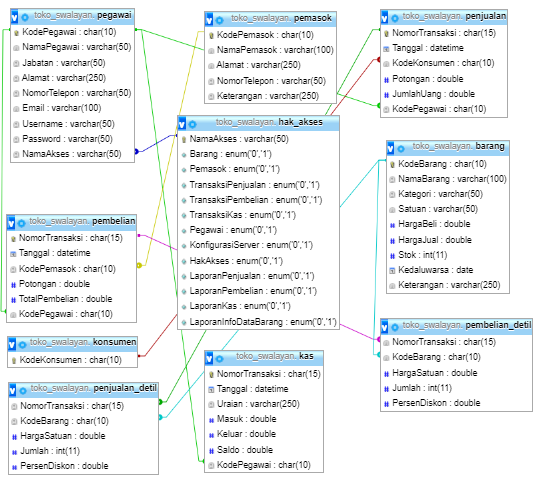 toko_swalayan. pegawai
KodePegawai : char(10)
NamaPegawai : varchar(50)
Jabatan : varchar(50)
Alamat : varchar(250)
NomorTelepon : varchar(50)
Email : varchar(100)
Username : varchar(50)
Password : varchar(50)
NamaAkses : varchar(50)
toko_swalayan. pemasok
KodePemasok : char(10)
NamaPemasok : varchar(100)
Alamat : varchar(250)
NomorTelepon : varchar(50)
Keterangan : varchar(250)
toko_swalayan. penjualan
NomorTransaksi : char(15)
Tanggal : datetime
KodeKonsumen : char(10)
Potongan : double
JumlahUang : double
KodePegawai : char(10)
toko_swalayan. hak_akses
NamaAkses : varchar(50)
Barang : enum('0','1')
Pemasok : enum('0','1')
TransaksiPenjualan : enum('0','1')
TransaksiPembelian : enum('0','1')
TransaksiKas : enum('0','1')
Pegawai : enum('0','1')
KonfigurasiServer : enum('0','1')
HakAkses : enum('0','1')
LaporanPenjualan : enum('0','1')
LaporanPembelian : enum('0','1')
LaporanKas : enum('0','1')
LaporanInfoDataBarang : enum('0','1')
toko_swalayan. barang
KodeBarang : char(10)
NamaBarang : varchar(100)
Kategori : varchar(50)
Satuan : varchar(50)
HargaBeli : double
HargaJual : double
Stok : int(11)
Kedaluwarsa : date
Keterangan : varchar(250)
toko_swalayan. pembelian
NomorTransaksi : char(15)
Tanggal : datetime
KodePemasok : char(10)
Potongan : double
TotalPembelian : double
KodePegawai : char(10)
toko_swalayan. konsumen
KodeKonsumen : char(10)
toko_swalayan. pembelian_detil
NomorTransaksi : char(15)
KodeBarang : char(10)
HargaSatuan : double
Jumlah : int(11)
PersenDiskon : double
toko_swalayan. penjualan_detil
NomorTransaksi : char(15)
KodeBarang : char(10)
HargaSatuan : double
Jumlah : int(11)
PersenDiskon : double
toko_swalayan. kas
NomorTransaksi : char(15)
Tanggal : datetime
Uraian : varchar(250)
Masuk : double
Keluar : double
Saldo : double
KodePegawai : char(10)